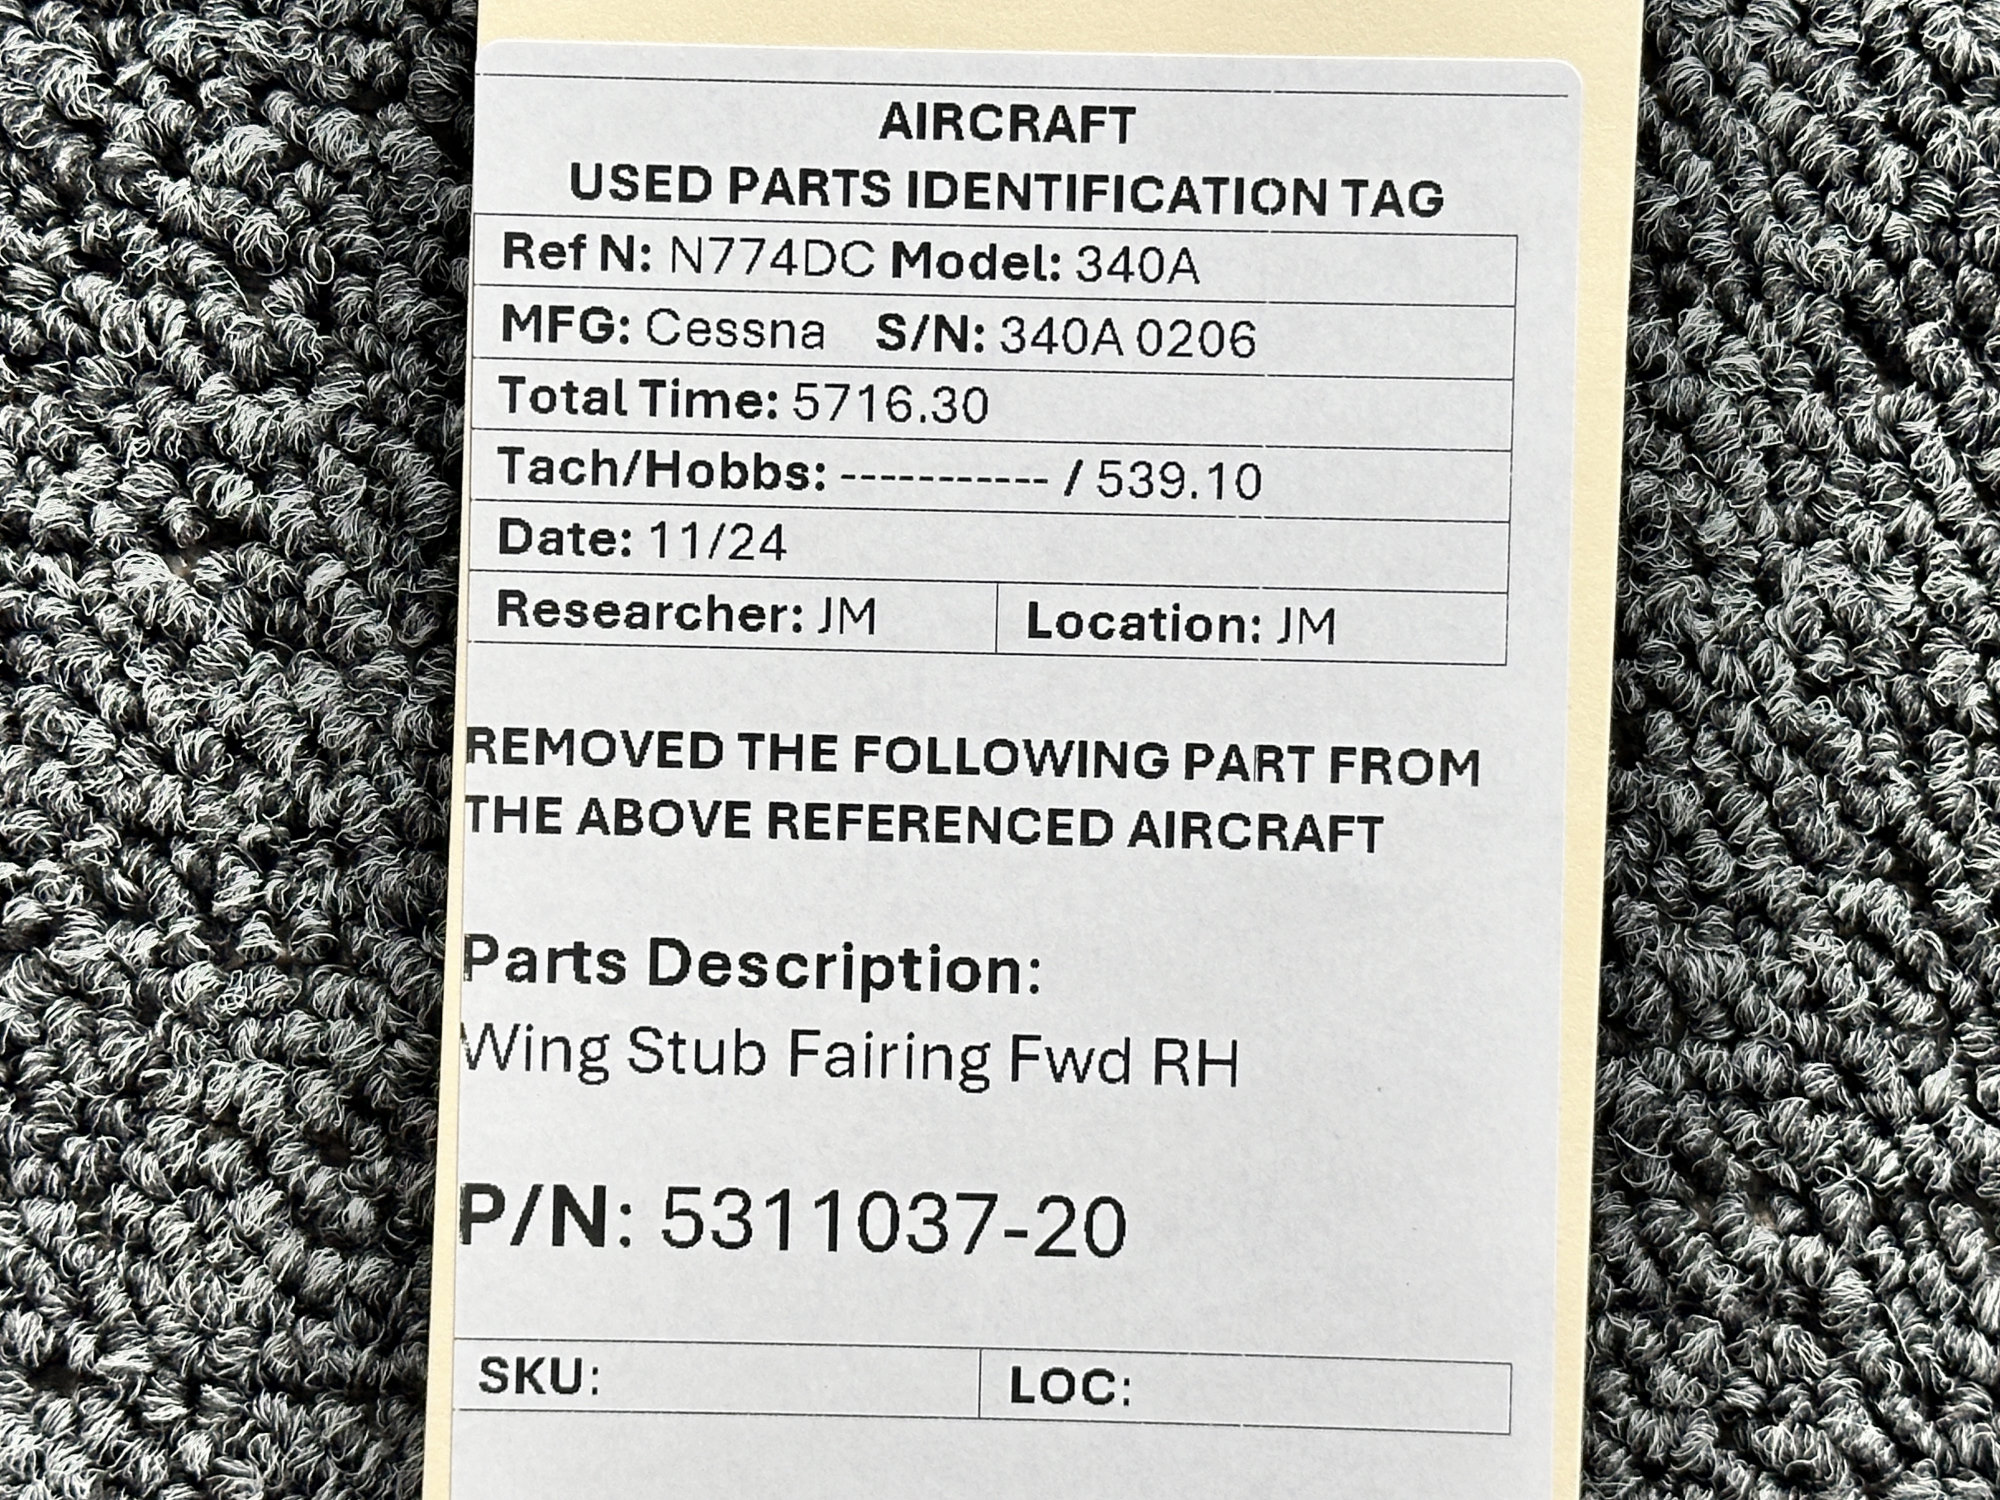 AIRCRAFT
USED PARTS IDENTIFICATION TAG
Ref N: N774DC Model: 340A
MFG: Cessna S/N: 340A 0206
Total Time: 5716.30
Tach/Hobbs: ----------- / 539.10
Date: 11/24
Researcher: JM Location: JM
REMOVED THE FOLLOWING PART FROM
THE ABOVE REFERENCED AIRCRAFT
Parts Description:
Wing Stub Fairing Fwd RH
P/N: 5311037-20
SKU: LOC: